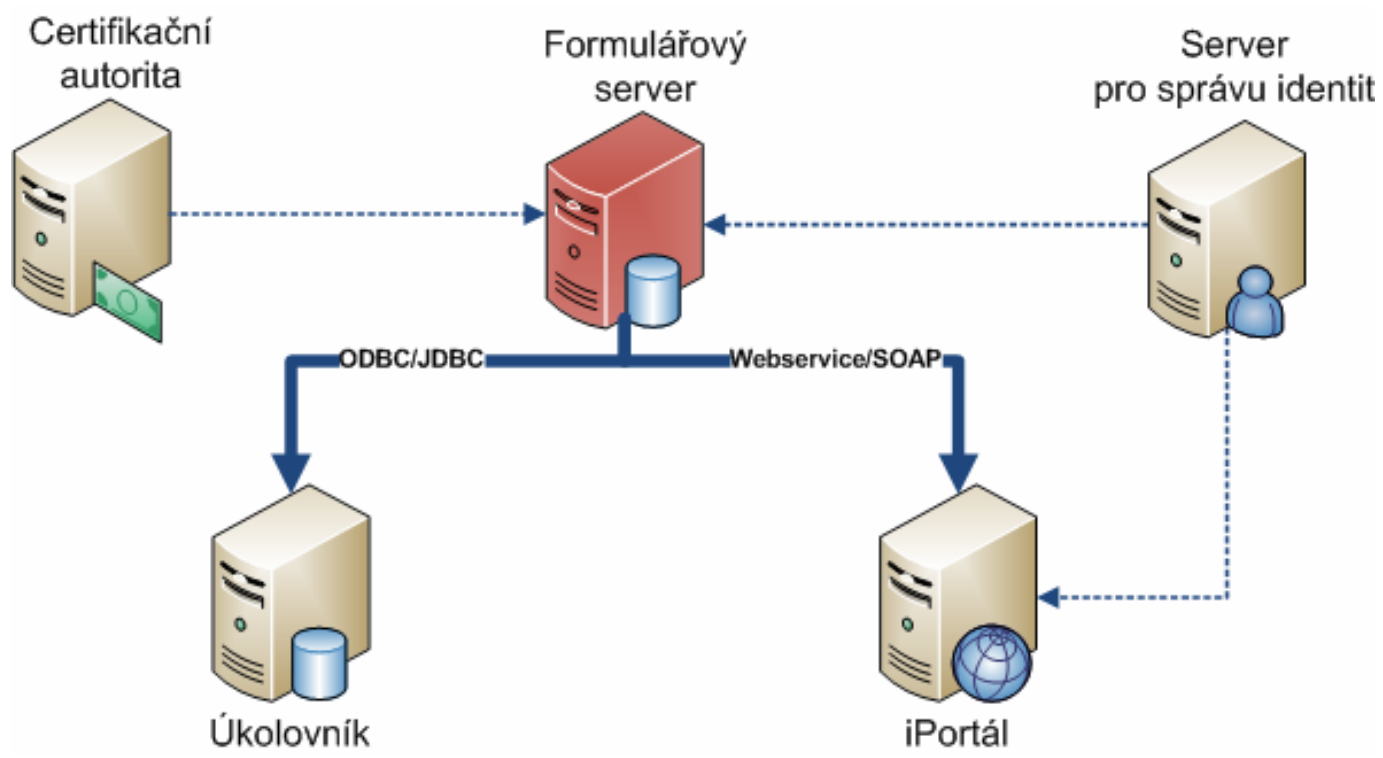 Certifikační
autorita
Formulářový
server
Server
pro správu identit
ODBC/JDBC
Webservice/SOAP
Úkolovník
iPortál